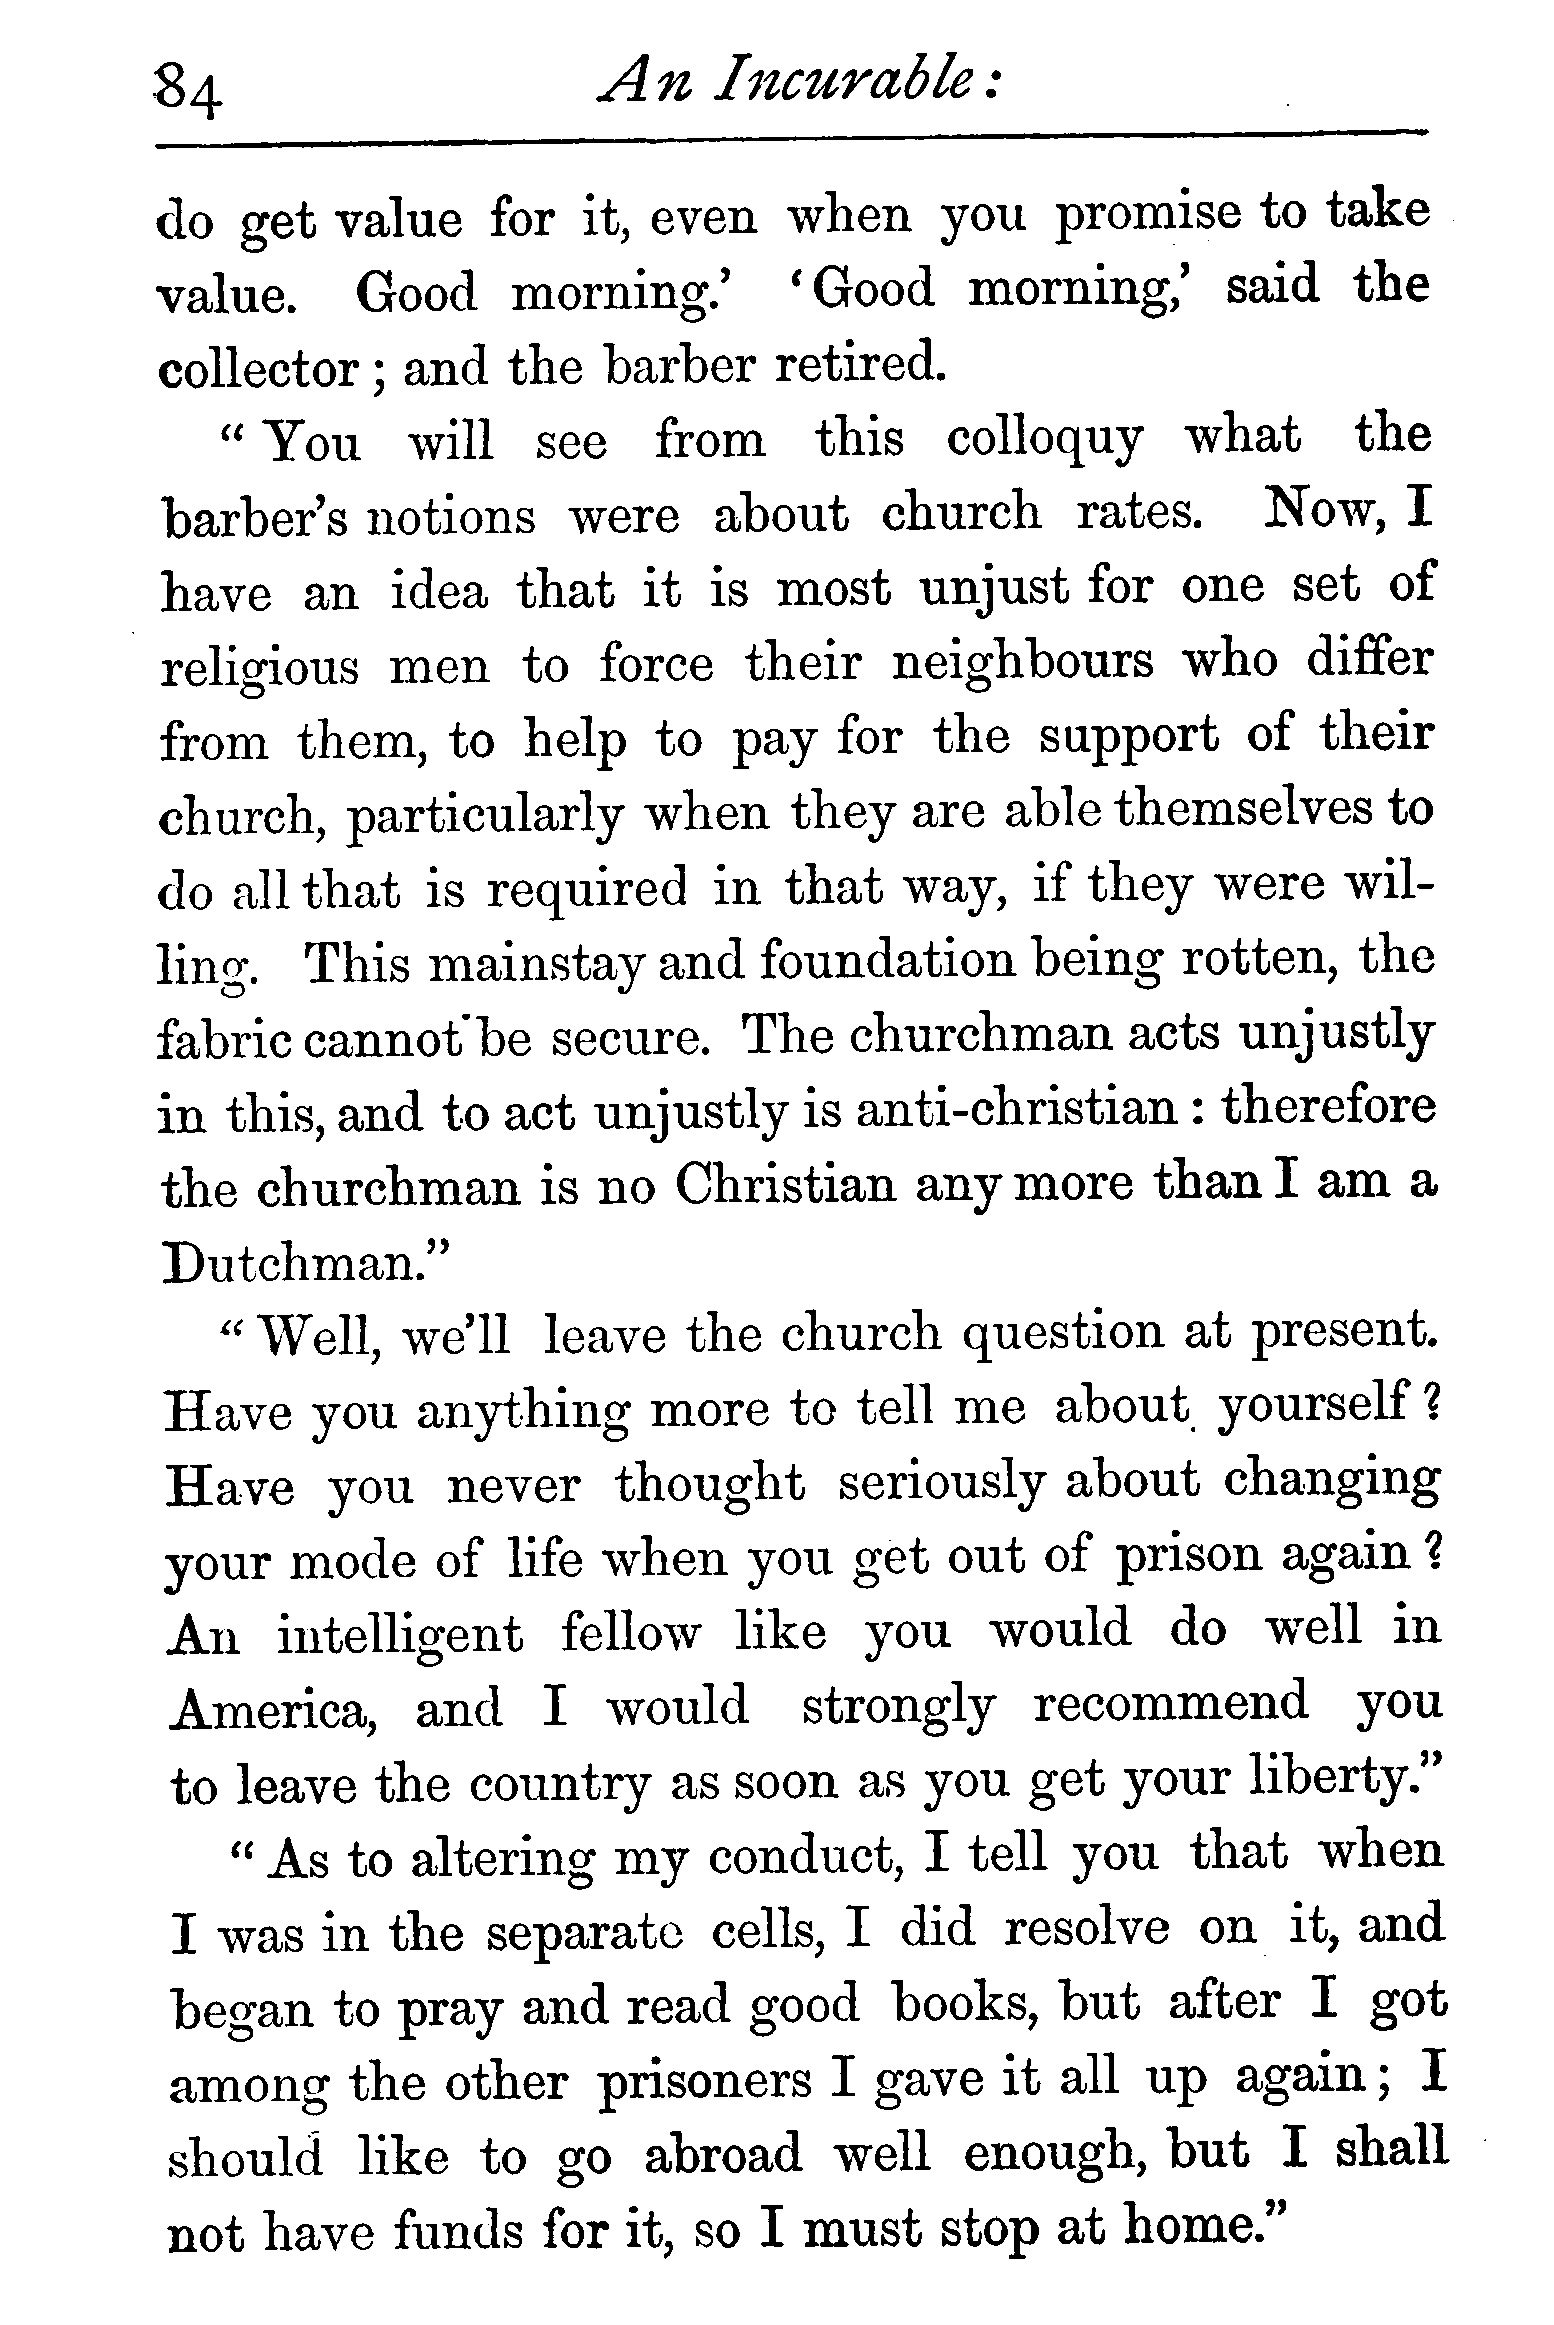 84
An Incurable:
do get value for it, even when you promise to take
value. Good morning.' 'Good morning,' said the
collector; and the barber retired.
"You will see from this colloquy what the
barber's notions were about church rates. Now, I
have an idea that it is most unjust for one set of
religious men to force their neighbours who differ
from them, to help to pay for the support of their
church, particularly when they are able themselves to
do all that is required in that way, if they were wil-
ling. This mainstay and foundation being rotten, the
fabric cannot be secure. The churchman acts unjustly
in this, and to act unjustly is anti-christian: therefore
the churchman is no Christian any more than I am a
Dutchman."
"Well, we'll leave the church question at present.
Have you anything more to tell me about yourself?
Have you never thought seriously about changing
your mode of life when you get out of prison again?
An intelligent fellow like you would do well in
America, and I would strongly recommend you
to leave the country as soon as you get your liberty."
"As to altering my conduct, I tell you that when
I was in the separate cells, I did resolve on it, and
began to pray and read good books, but after I got
among the other prisoners I gave it all up again; I
should like to go abroad well enough, but I shall
not have funds for it, so I must stop at home."